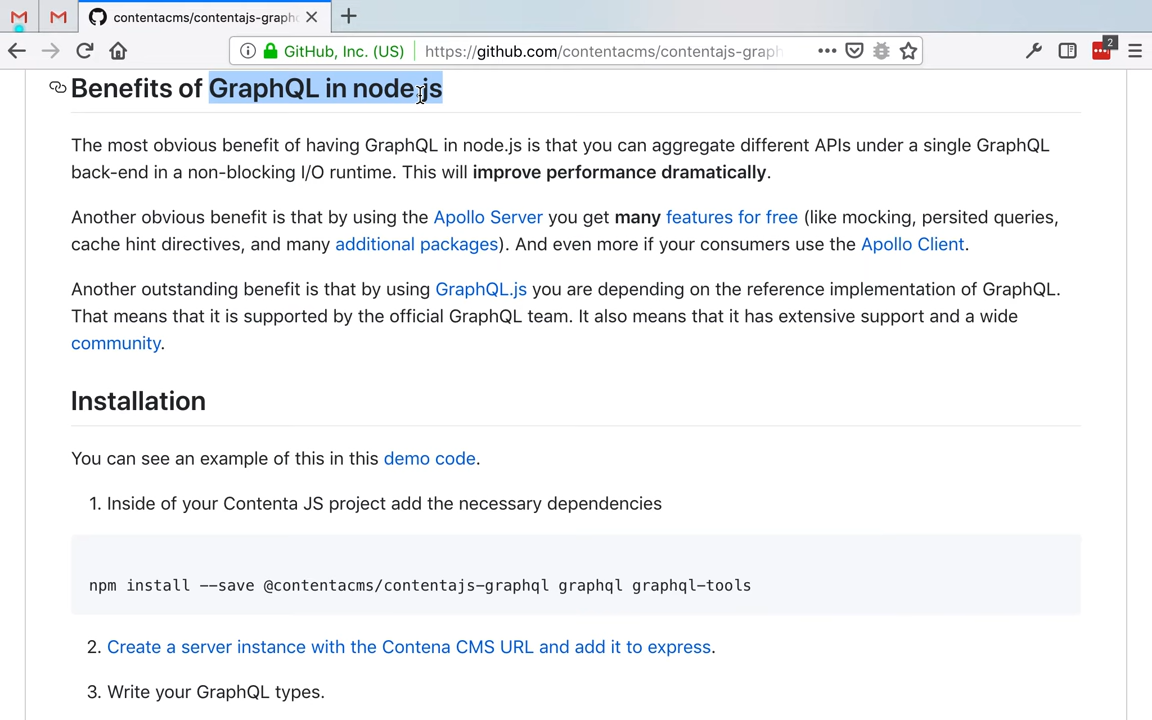 contentacms/contentajs-graph
GitHub, Inc. (US)
https://github.com/contentacms/contentajs-graph
2
Benefits of GraphQL in node.js
The most obvious benefit of having GraphQL in node.js is that you can aggregate different APIs under a single GraphQL
back-end in a non-blocking I/O runtime. This will improve performance dramatically.
Another obvious benefit is that by using the Apollo Server you get many features for free (like mocking, persited queries,
cache hint directives, and many additional packages). And even more if your consumers use the Apollo Client.
Another outstanding benefit is that by using GraphQL.js you are depending on the reference implementation of GraphQL.
That means that it is supported by the official GraphQL team. It also means that it has extensive support and a wide
community.
Installation
You can see an example of this in this demo code.
1. Inside of your Contenta JS project add the necessary dependencies
npm install --save @contentacms/contentajs-graphql graphql graphql-tools
2. Create a server instance with the Contena CMS URL and add it to express.
3. Write your GraphQL types.